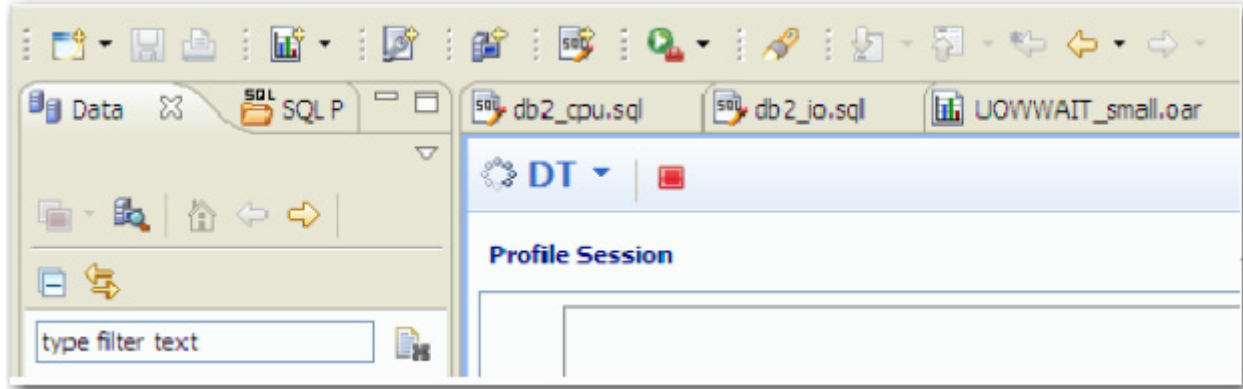 SQL
Data SQL P db2_cpu.sql db2_io.sql UOWWAIT_small.oar
DT
Profile Session
type filter text